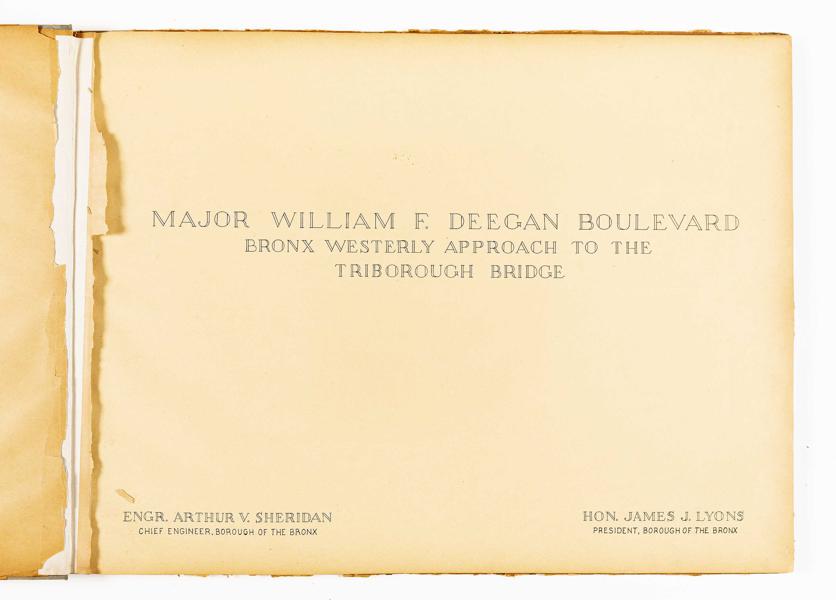 MAJOR WILLIAM F. DEEGAN BOULEVARD
BRONX WESTERLY APPROACH TO THE
TRIBOROUGH BRIDGE
ENGR. ARTHUR V. SHERIDAN
CHIEF ENGINEER, BOROUGH OF THE BRONX
HON. JAMES J. LYONS
PRESIDENT, BOROUGH OF THE BRONX